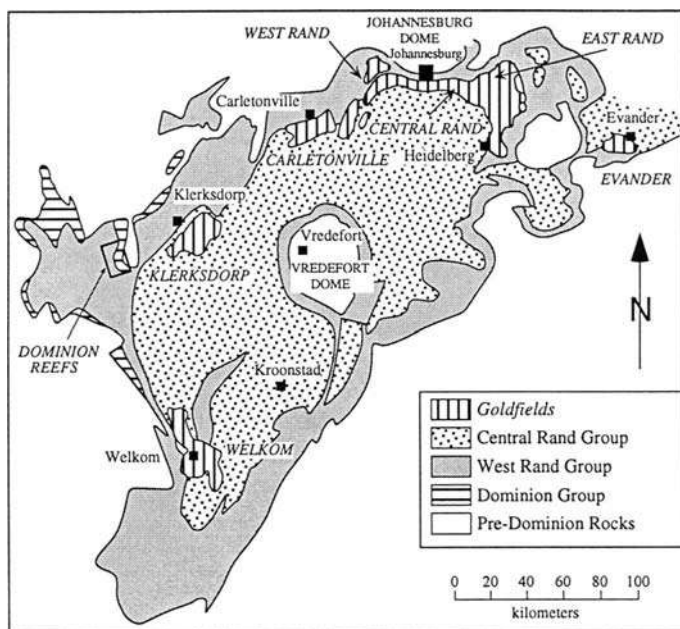 JOHANNESBURG
DOME
Johannesburg
WEST RAND
EAST RAND
Carletonville
Evander
CENTRAL RAND
CARLETONVILLE
Heidelberg
EVANDER
Klerksdorp
Vredefort
KLERKSDORP
VREDEFORT
DOME
N
DOMINION
REEFS
Kroonstad
Goldfields
Central Rand Group
Welkom
WELKOM
West Rand Group
Dominion Group
Pre-Dominion Rocks
0 20 40 60 80 100
kilometers